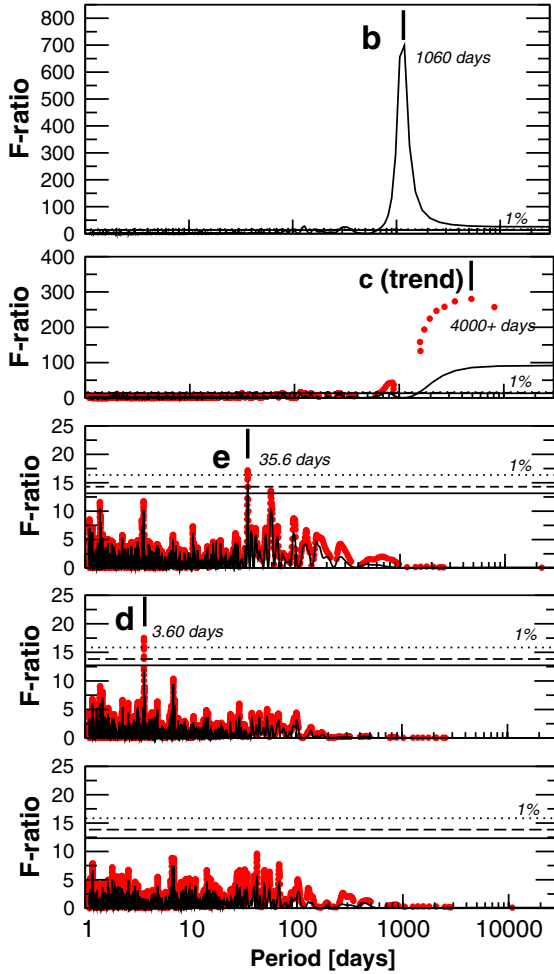 800
700
600
500
400
300
200
100
0
F-ratio
b
1060 days
1%
400
300
200
100
0
F-ratio
c (trend)
4000+ days
1%
25
20
15
10
5
0
F-ratio
e
35.6 days
1%
25
20
15
10
5
0
F-ratio
d
3.60 days
1%
25
20
15
10
5
0
F-ratio
1%
1 10 100 1000 10000
Period [days]